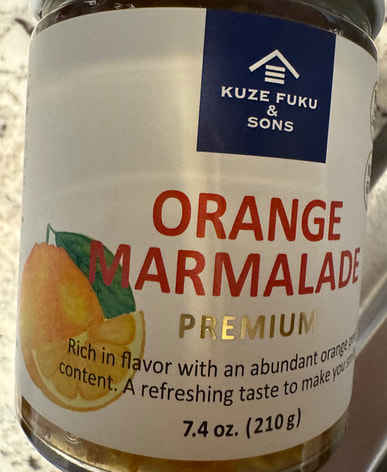 KUZE FUKU
&
SONS
ORANGE
MARMALADE
PREMIUM
Rich in flavor with an abundant orange
content. A refreshing taste to make you
7.4 oz. (210g)